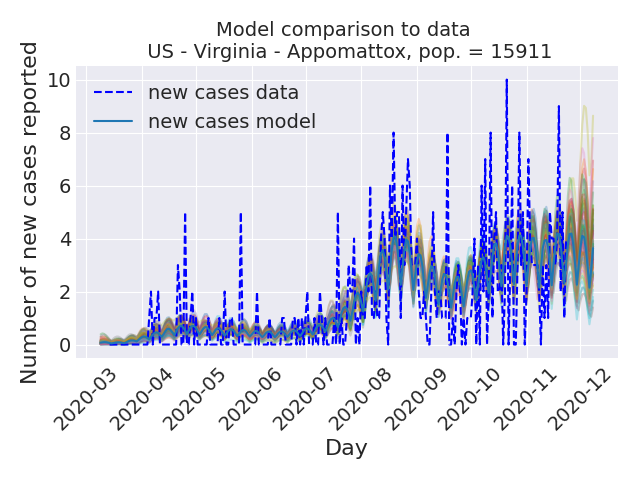 Model comparison to data
US - Virginia - Appomattox, pop. = 15911
Number of new cases reported
10
8
6
4
2
0
new cases data
new cases model
2020-03
2020-04
2020-05
2020-06
2020-07
2020-08
2020-09
2020-10
2020-11
2020-12
Day